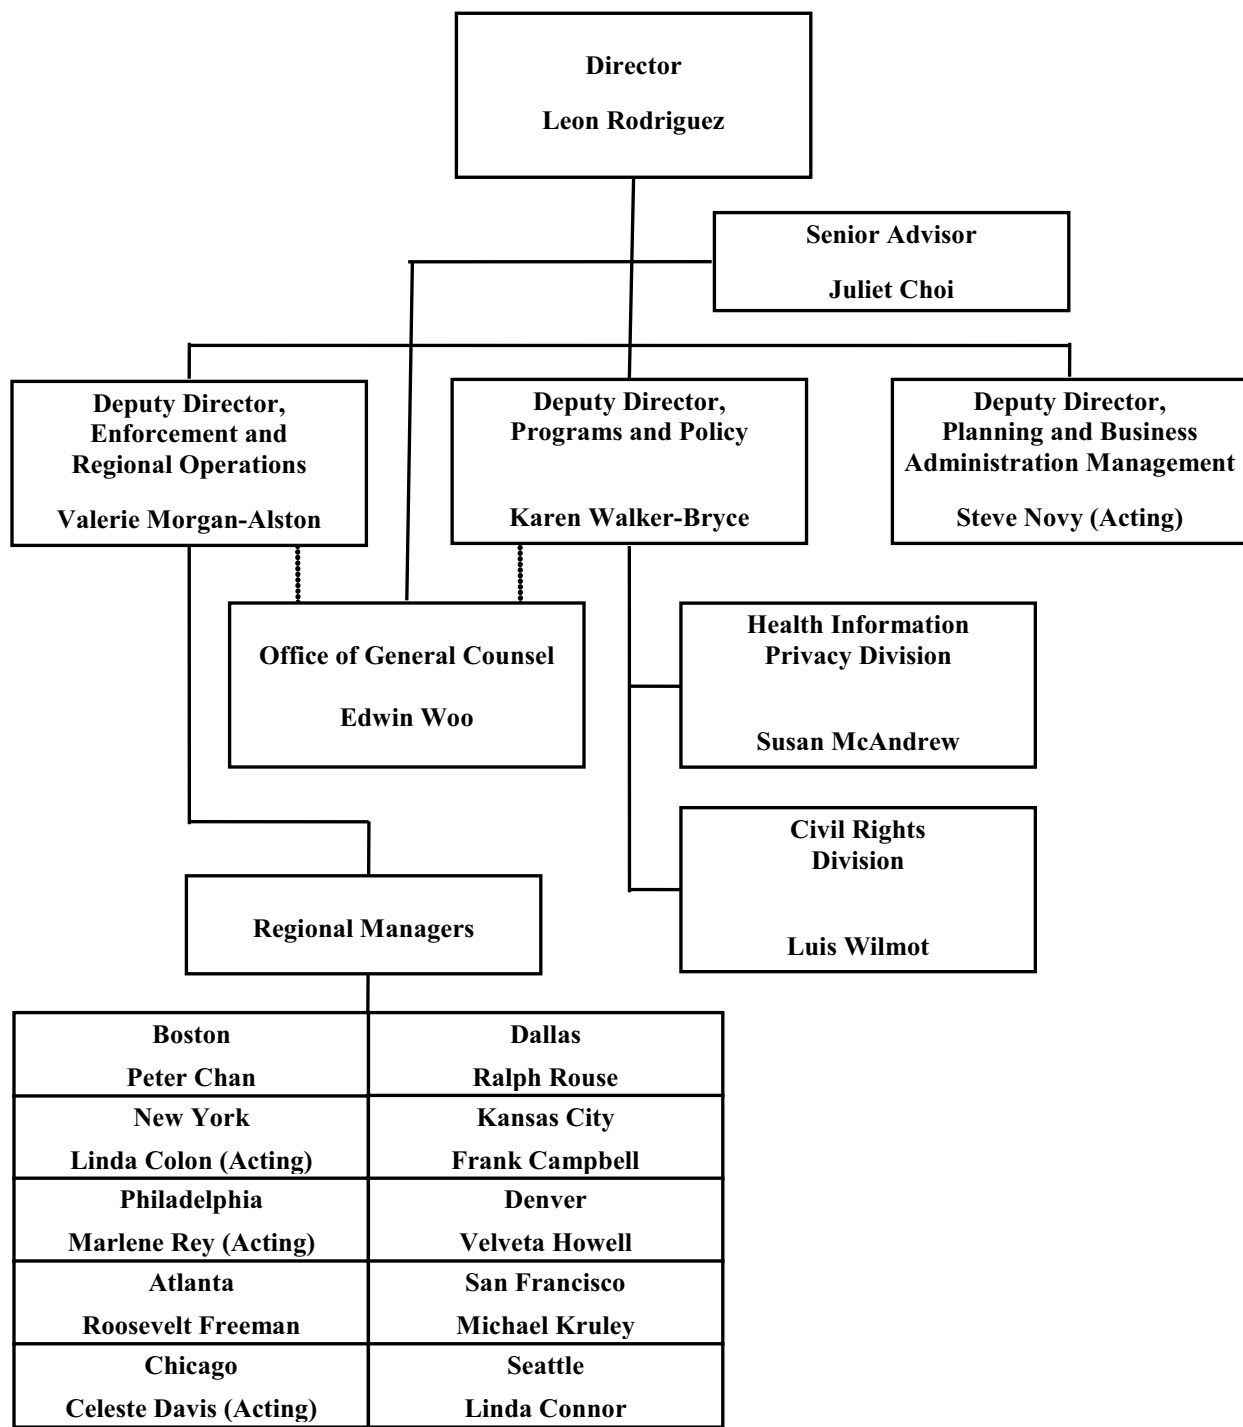 Director
Leon Rodriguez
Senior Advisor
Juliet Choi
Deputy Director,
Enforcement and
Regional Operations
Valerie Morgan-Alston
Deputy Director,
Programs and Policy
Karen Walker-Bryce
Deputy Director,
Planning and Business
Administration Management
Steve Novy (Acting)
Office of General Counsel
Edwin Woo
Health Information
Privacy Division
Susan McAndrew
Civil Rights
Division
Luis Wilmot
Regional Managers
Boston
Peter Chan
Dallas
Ralph Rouse
New York
Linda Colon (Acting)
Kansas City
Frank Campbell
Philadelphia
Marlene Rey (Acting)
Denver
Velveta Howell
Atlanta
Roosevelt Freeman
San Francisco
Michael Kruley
Chicago
Celeste Davis (Acting)
Seattle
Linda Connor